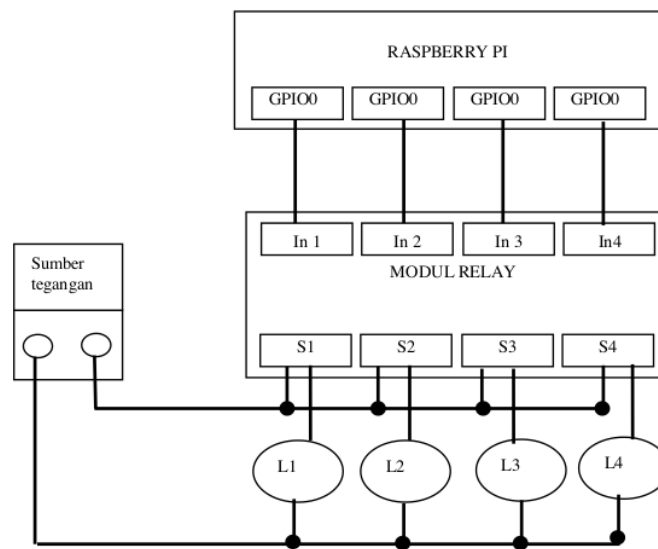 RASPBERRY PI
GPIO0 GPIO0 GPIO0 GPIO0
In 1 In 2 In 3 In4
MODUL RELAY
Sumber
tegangan
S1 S2 S3 S4
L1 L2 L3 L4